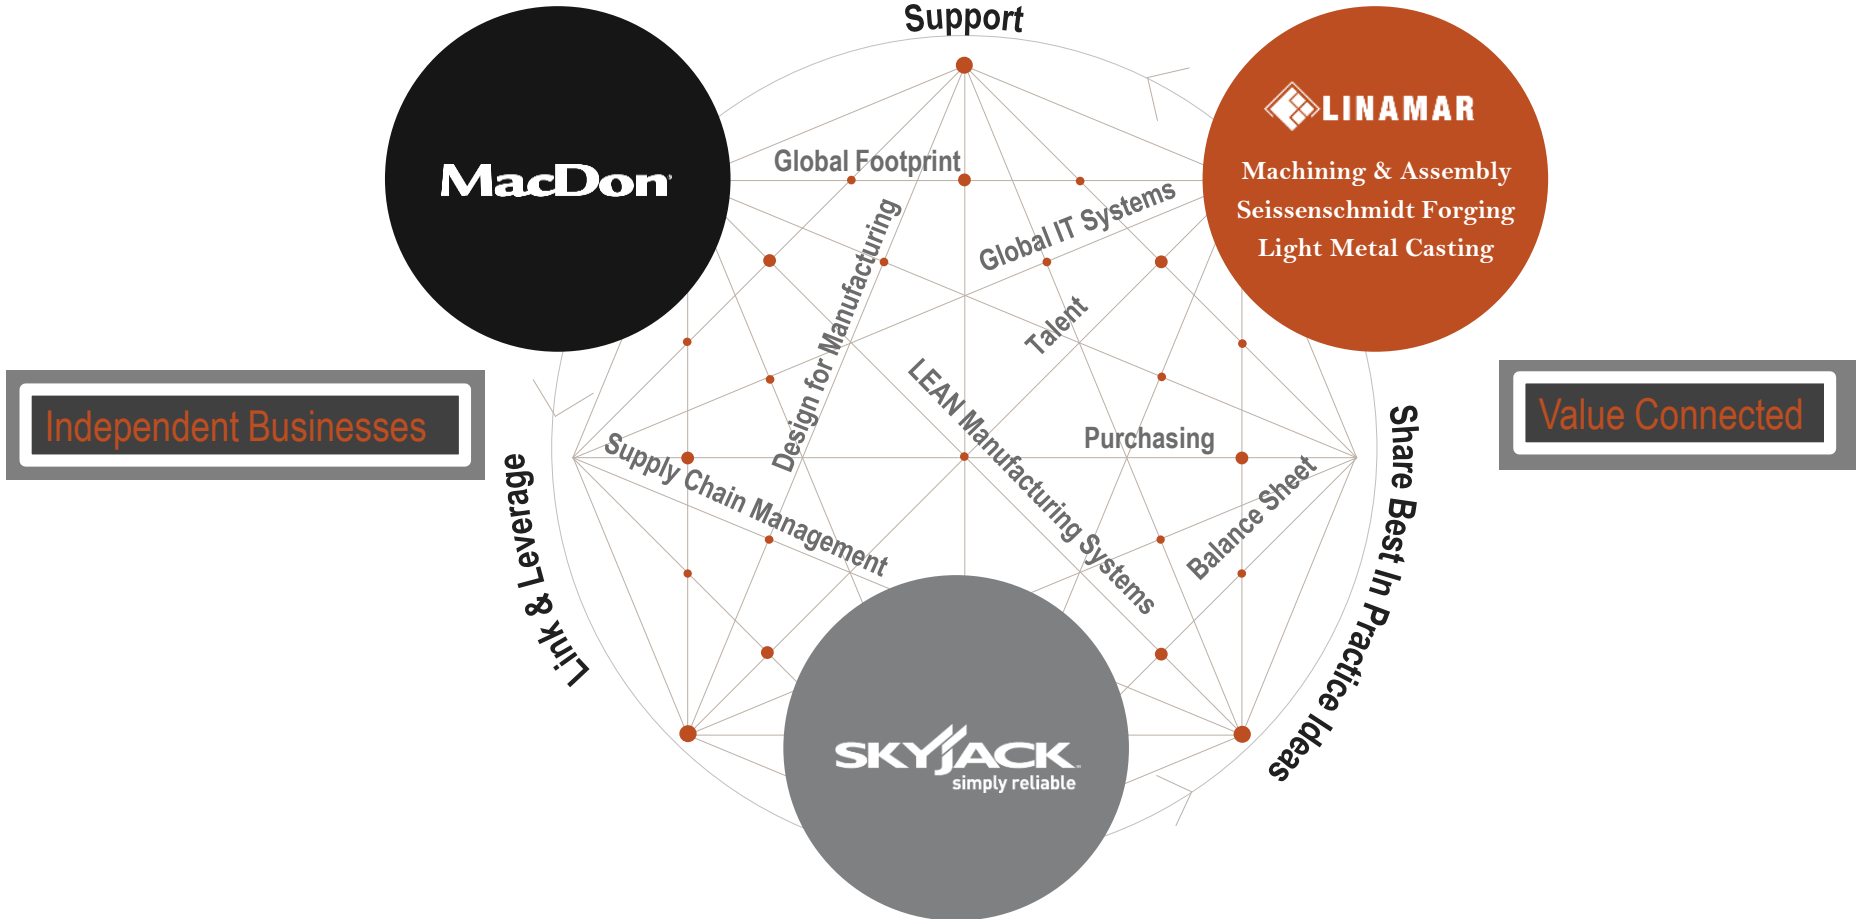 Support
MacDon
LINAMAR
Machining & Assembly
Seissenschmidt Forging
Light Metal Casting
Global Footprint
Global IT Systems
Design for Manufacturing
Talent
LEAN Manufacturing Systems
Independent Businesses
Value Connected
Supply Chain Management
Purchasing
Balance Sheet
Link & Leverage
Share Best In Practice Ideas
SKYJACK
simply reliable